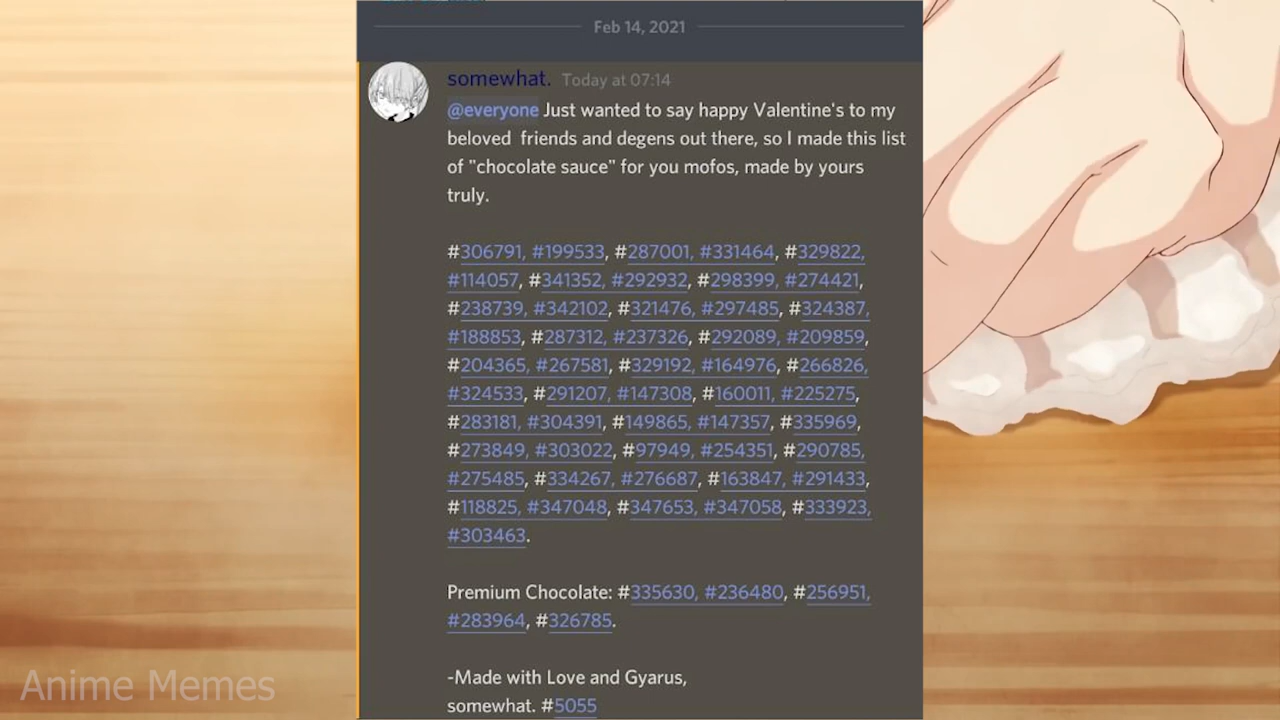 Feb 14, 2021
somewhat. Today at 07:14
@everyone Just wanted to say happy Valentine's to my
beloved friends and degens out there, so I made this list
of "chocolate sauce" for you mofos, made by yours
truly.
#306791, #199533, #287001, #331464, #329822,
#114057, #341352, #292932, #298399, #274421,
#238739, #342102, #321476, #297485, #324387,
#188853, #287312, #237326, #292089, #209859,
#204365, #267581, #329192, #164976, #266826,
#324533, #291207, #147308, #160011, #225275,
#283181, #304391, #149865, #147357, #335969,
#273849, #303022, #97949, #254351, #290785,
#275485, #334267, #276687, #163847, #291433,
#118825, #347048, #347653, #347058, #333923,
#303463.
Premium Chocolate: #335630, #236480, #256951,
#283964, #326785.
-Made with Love and Gyarus,
somewhat. #5055
Anime Memes